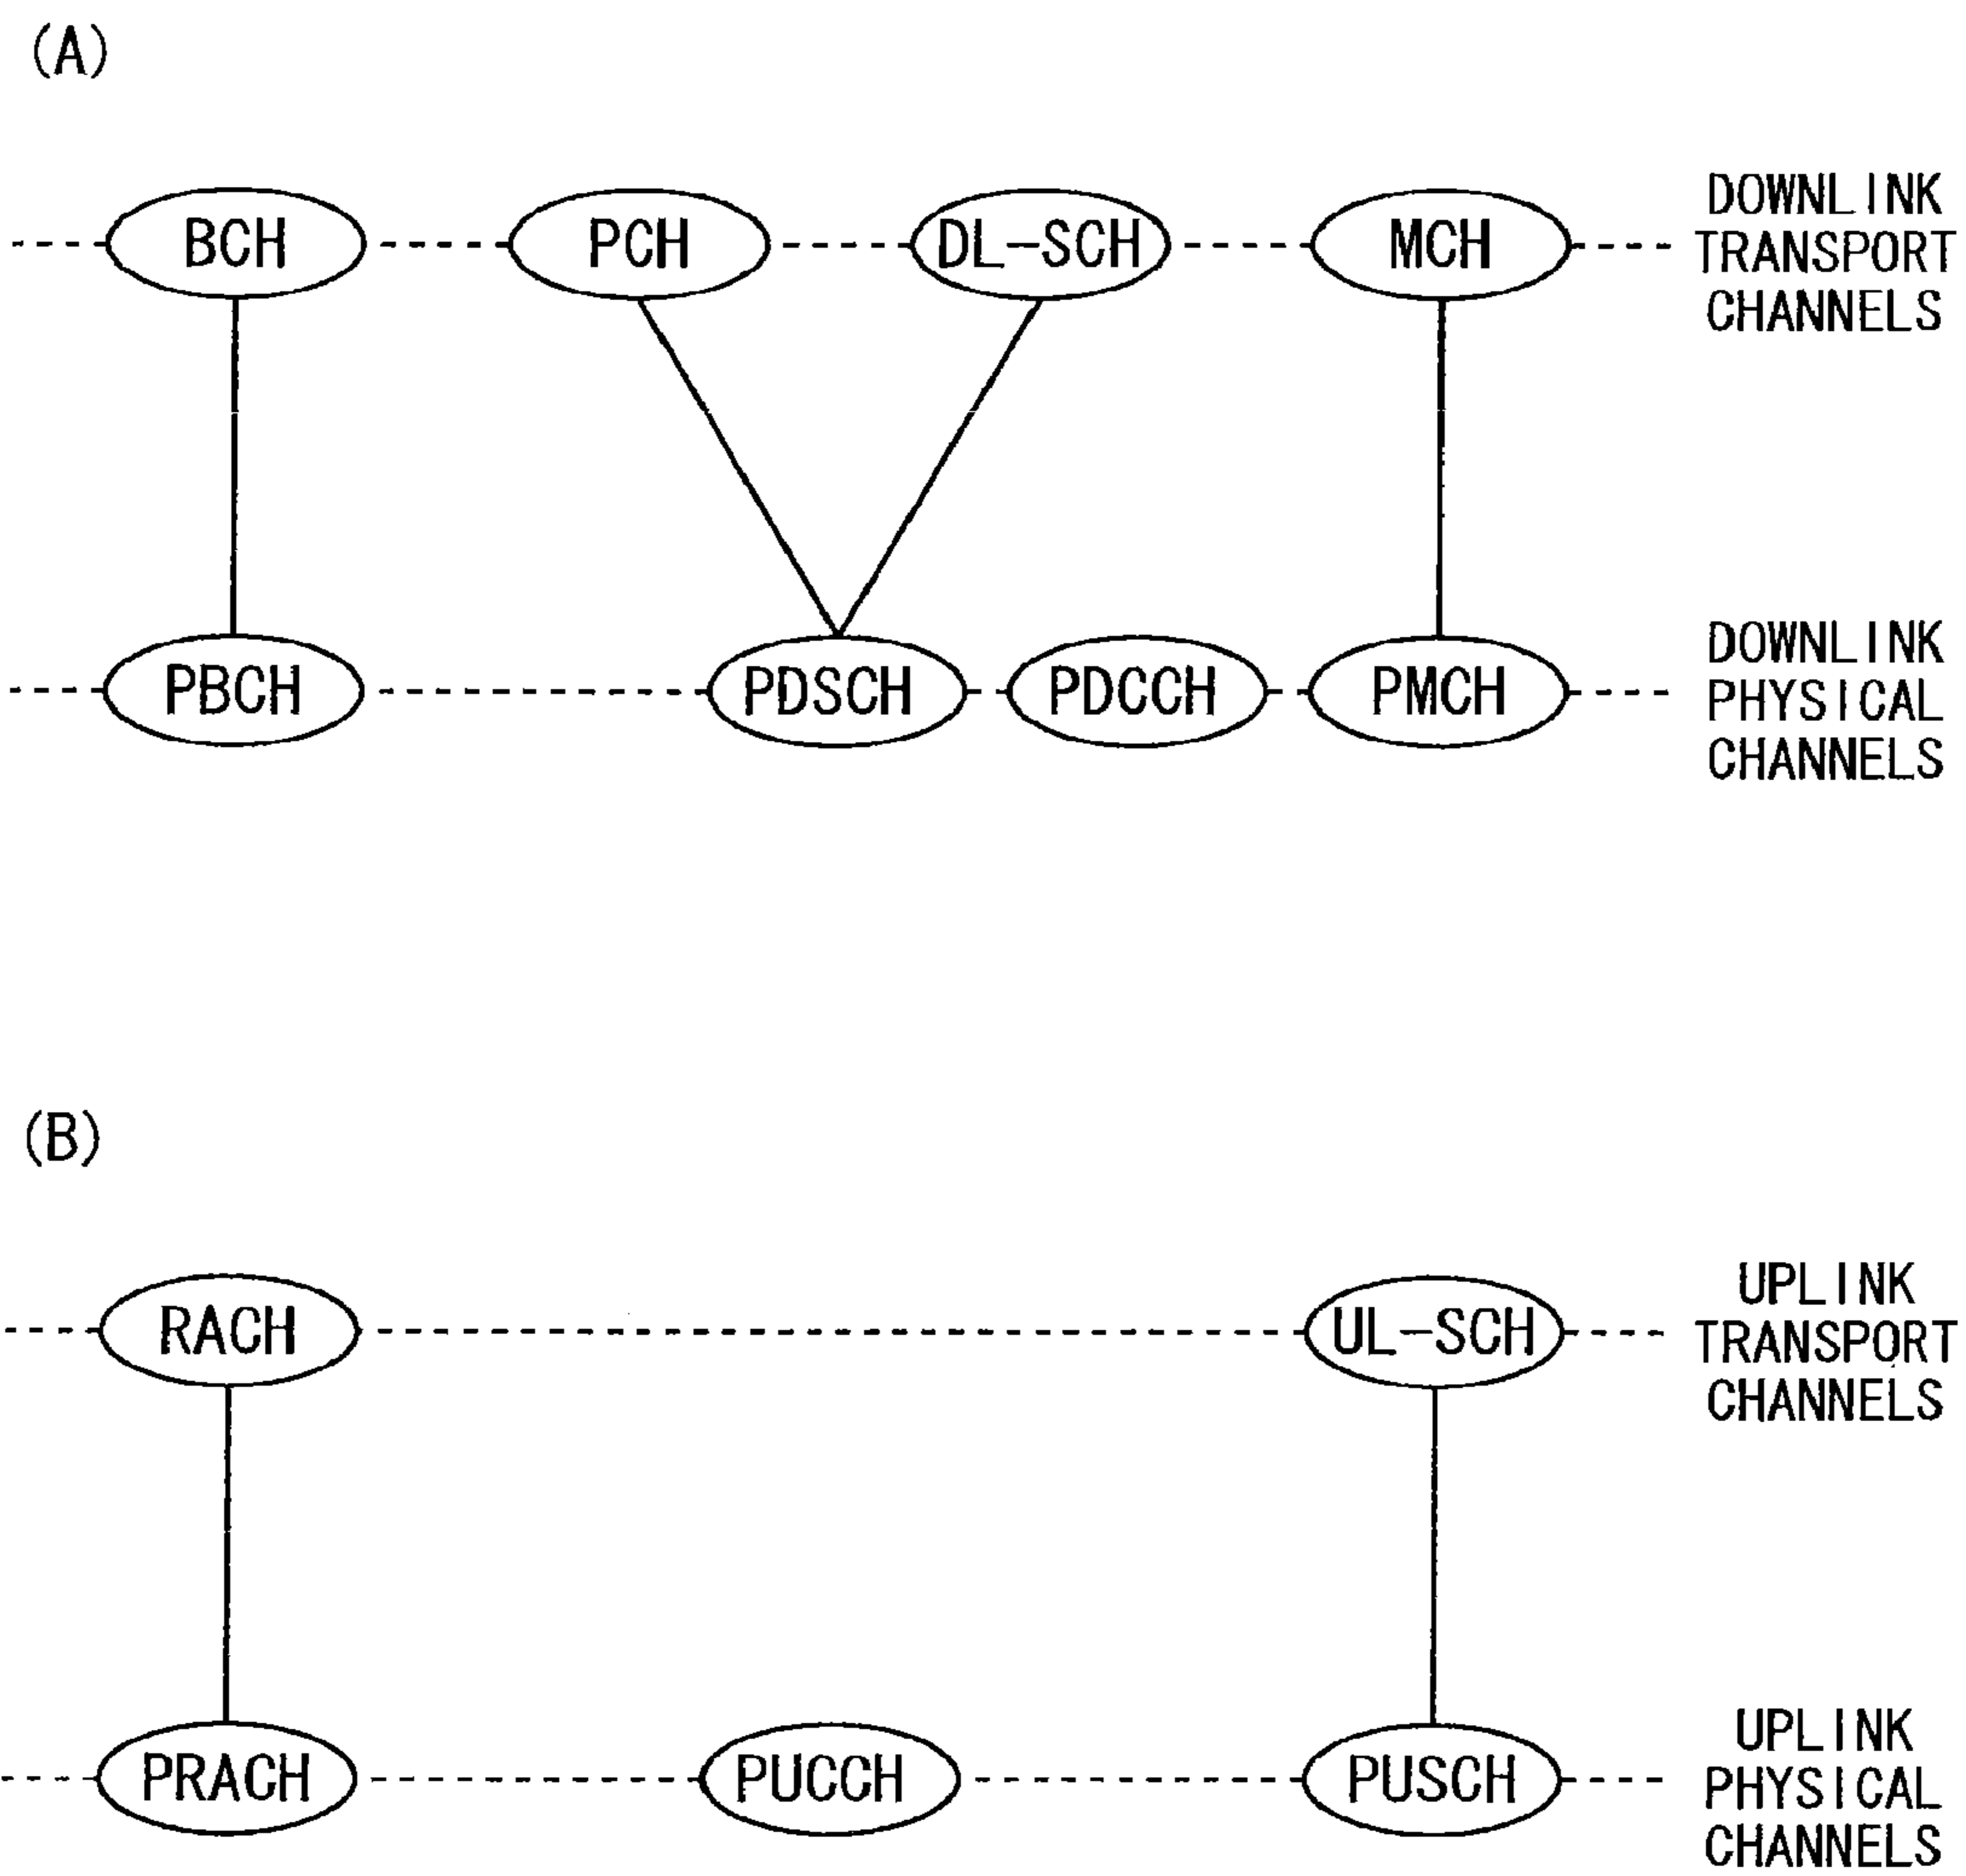 (A)
BCH PCH DL-SCH MCH
DOWNLINK
TRANSPORT
CHANNELS
PBCH PDSCH PDCCH PMCH
DOWNLINK
PHYSICAL
CHANNELS
(B)
RACH UL-SCH
UPLINK
TRANSPORT
CHANNELS
PRACH PUCCH PUSCH
UPLINK
PHYSICAL
CHANNELS